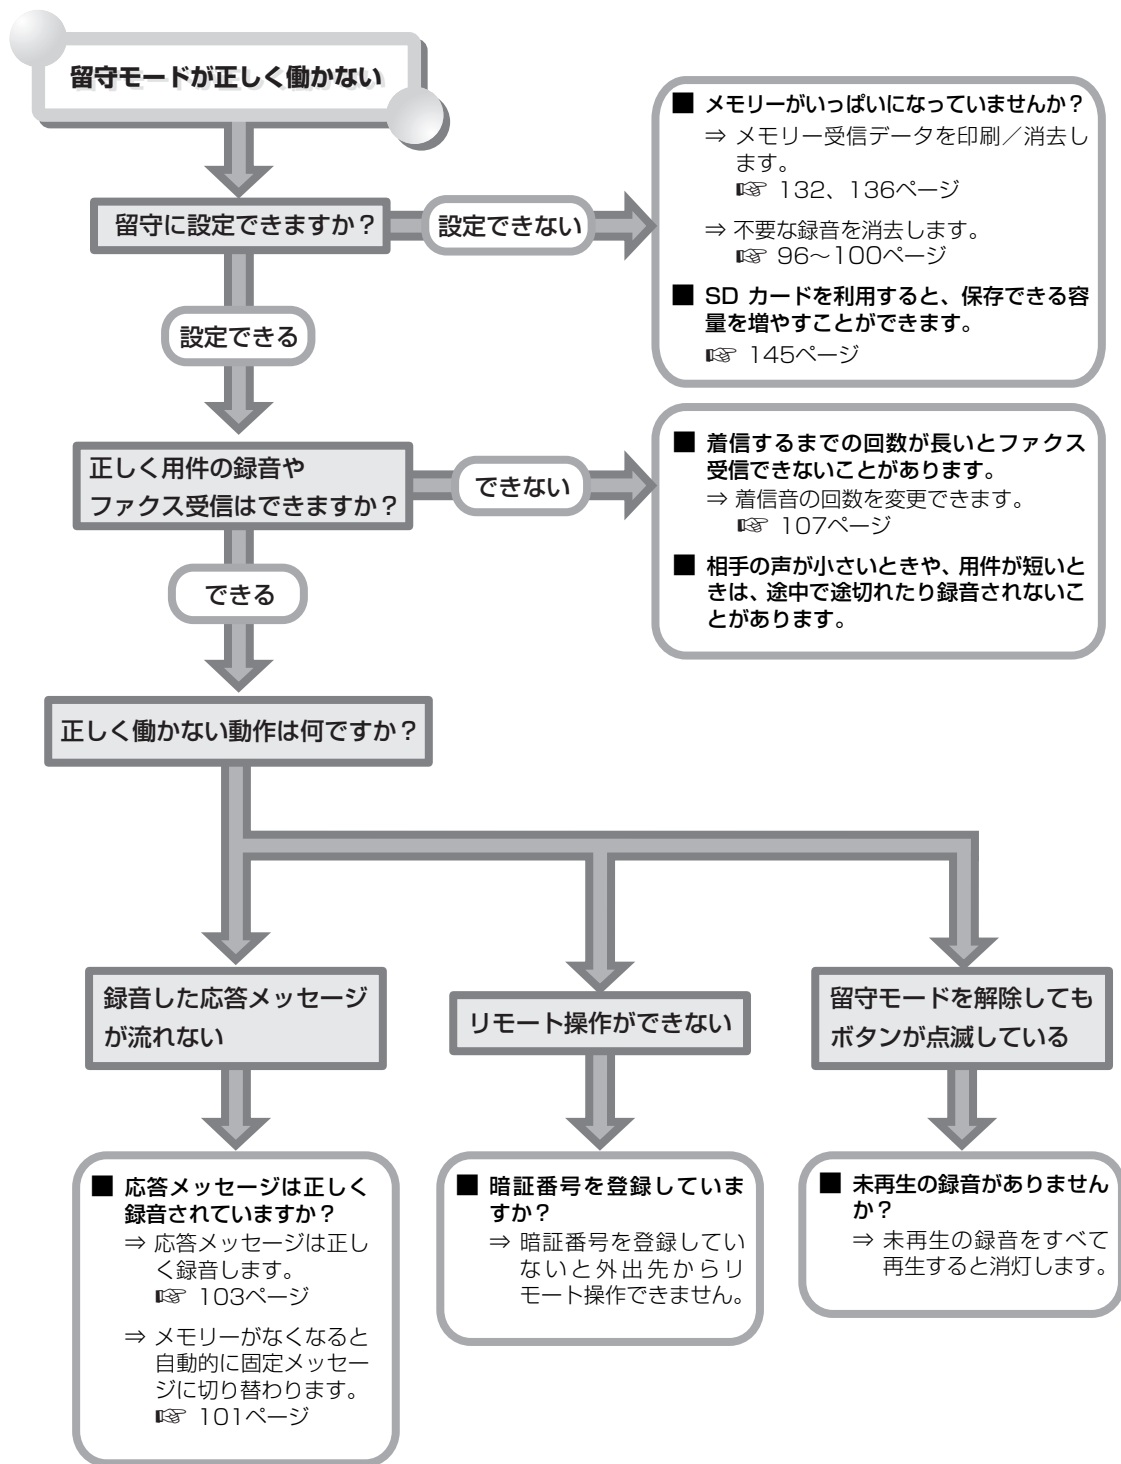 留守モードが正しく働かない
留守に設定できますか？
設定できない
■ メモリーがいっぱいになっていませんか？
⇒ メモリー受信データを印刷／消去し
ます。
☞ 132、136ページ
⇒ 不要な録音を消去します。
☞ 96～100ページ
■ SD カードを利用すると、保存できる容
量を増やすことができます。
☞ 145ページ
設定できる
正しく用件の録音や
ファクス受信はできますか？
できない
■ 着信するまでの回数が長いとファクス
受信できないことがあります。
⇒ 着信音の回数を変更できます。
☞ 107ページ
■ 相手の声が小さいときや、用件が短いと
きは、途中で途切れたり録音されないこ
とがあります。
できる
正しく働かない動作は何ですか？
録音した応答メッセージ
が流れない
リモート操作ができない
留守モードを解除しても
ボタンが点滅している
■ 応答メッセージは正しく
録音されていますか？
⇒ 応答メッセージは正し
く録音します。
☞ 103ページ
⇒ メモリーがなくなると
自動的に固定メッセー
ジに切り替わります。
☞ 101ページ
■ 暗証番号を登録していま
すか？
⇒ 暗証番号を登録してい
ないと外出先からリ
モート操作できません。
■ 未再生の録音がありません
か？
⇒ 未再生の録音をすべて
再生すると消灯します。